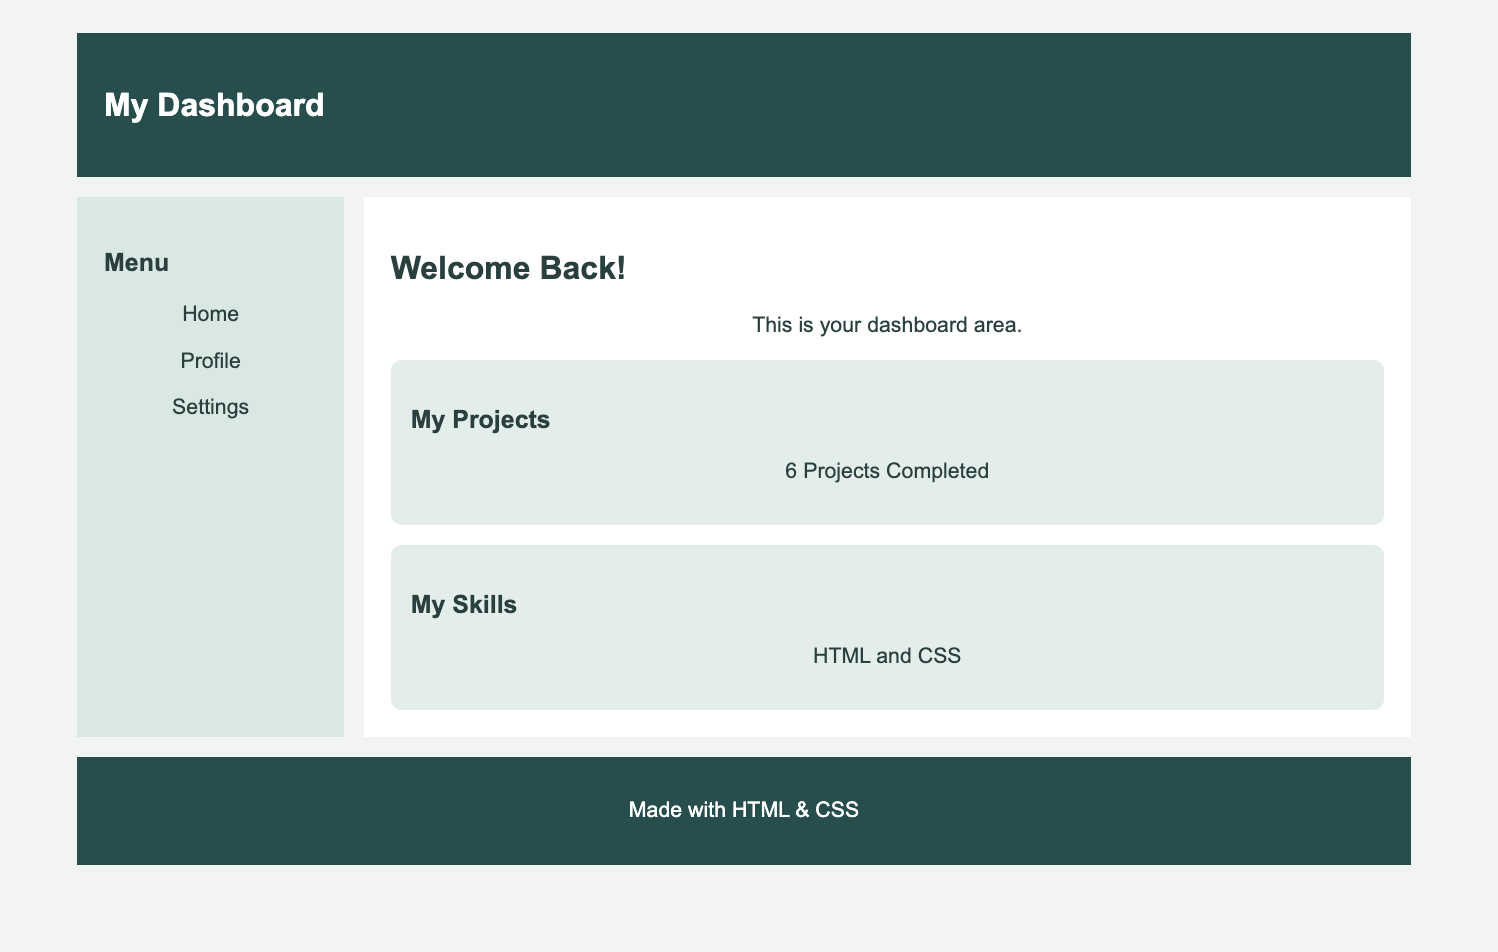 My Dashboard
Menu
Home
Profile
Settings
Welcome Back!
This is your dashboard area.
My Projects
6 Projects Completed
My Skills
HTML and CSS
Made with HTML & CSS